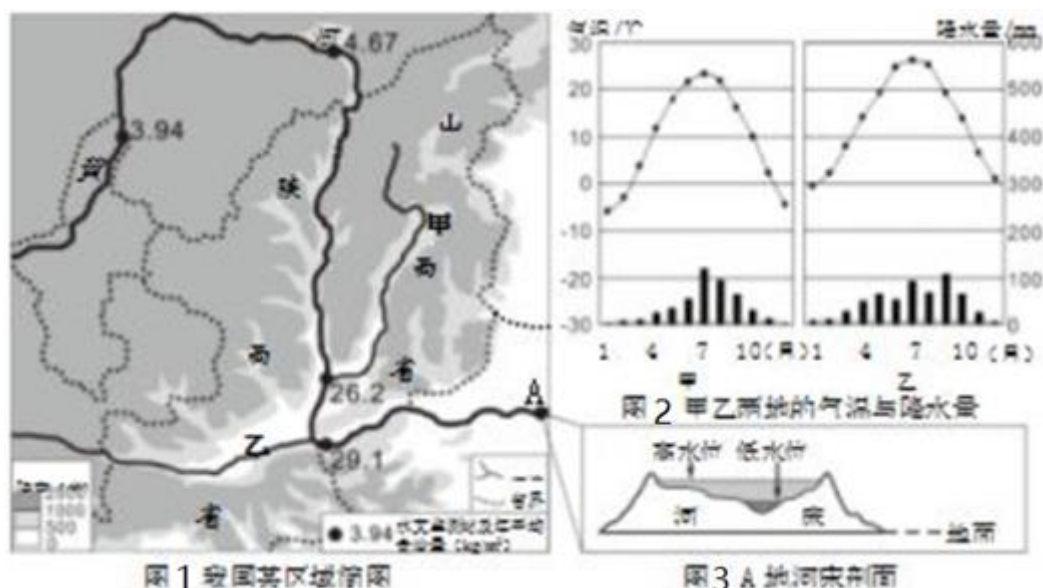 河 4.67
3.94
黄
山
陕
甲
西
西
省
A
26.2
乙
29.1
省
1000
500
0
3.94
图1 我国某区域简图
气温/℃ 降水量/mm
30 600
20 500
10 400
0 300
-10 200
-20 100
-30 0
1 4 7 10(月) 1 4 7 10(月)
甲 乙
图2 甲乙两地的气温与降水量
高水位 低水位
河 床
地面
图3 A地河床剖面